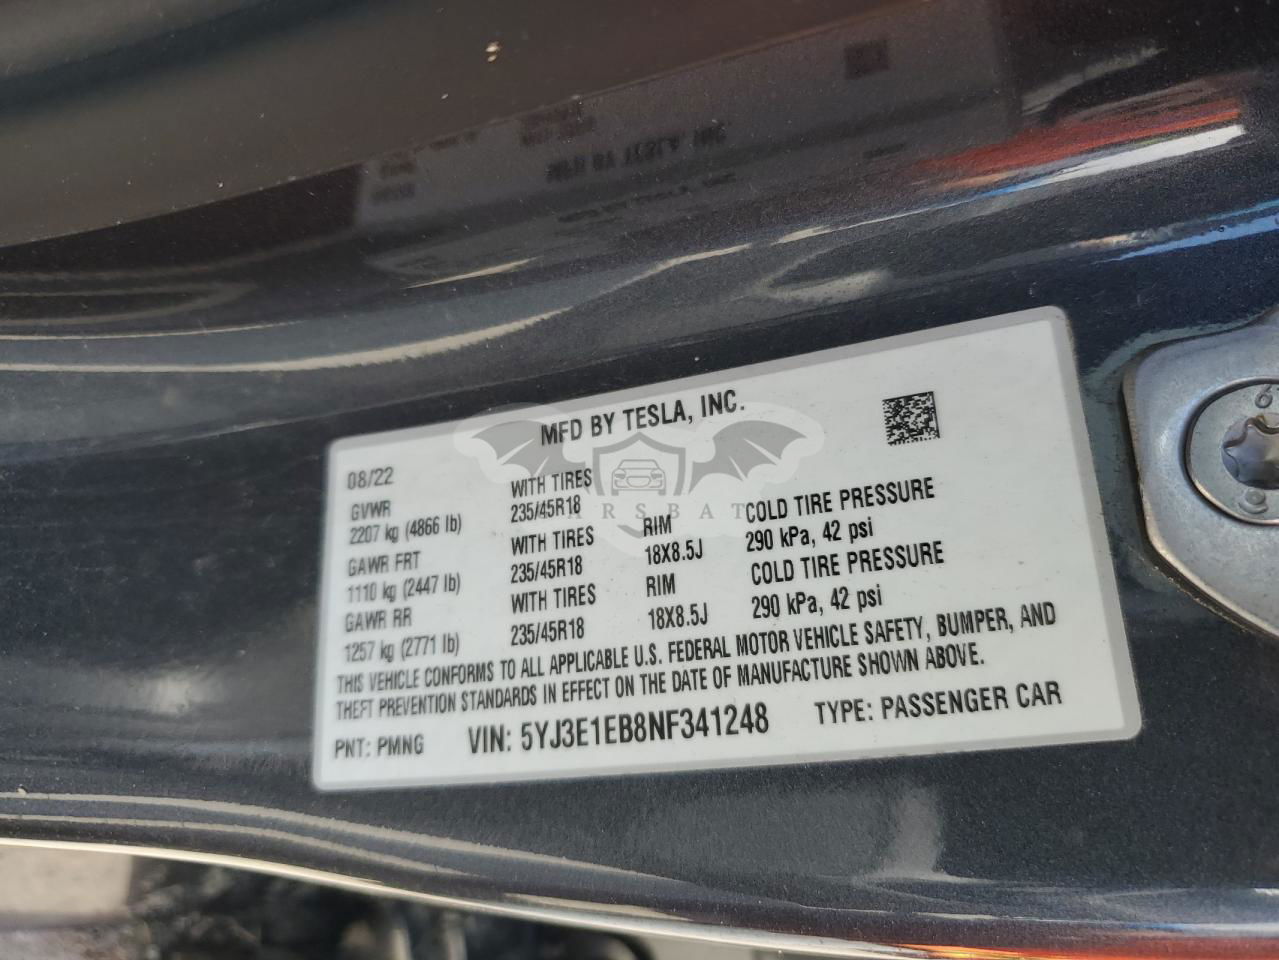 MFD BY TESLA, INC.
08/22
GVWR
2207 kg (4866 lb)
WITH TIRES
235/45R18
GAWR FRT
1110 kg (2447 lb)
WITH TIRES
235/45R18
RIM
18X8.5J
COLD TIRE PRESSURE
290 kPa, 42 psi
GAWR RR
1257 kg (2771 lb)
WITH TIRES
235/45R18
RIM
18X8.5J
COLD TIRE PRESSURE
290 kPa, 42 psi
THIS VEHICLE CONFORMS TO ALL APPLICABLE U.S. FEDERAL MOTOR VEHICLE SAFETY, BUMPER, AND
THEFT PREVENTION STANDARDS IN EFFECT ON THE DATE OF MANUFACTURE SHOWN ABOVE.
PNT: PMNG VIN: 5YJ3E1EB8NF341248 TYPE: PASSENGER CAR